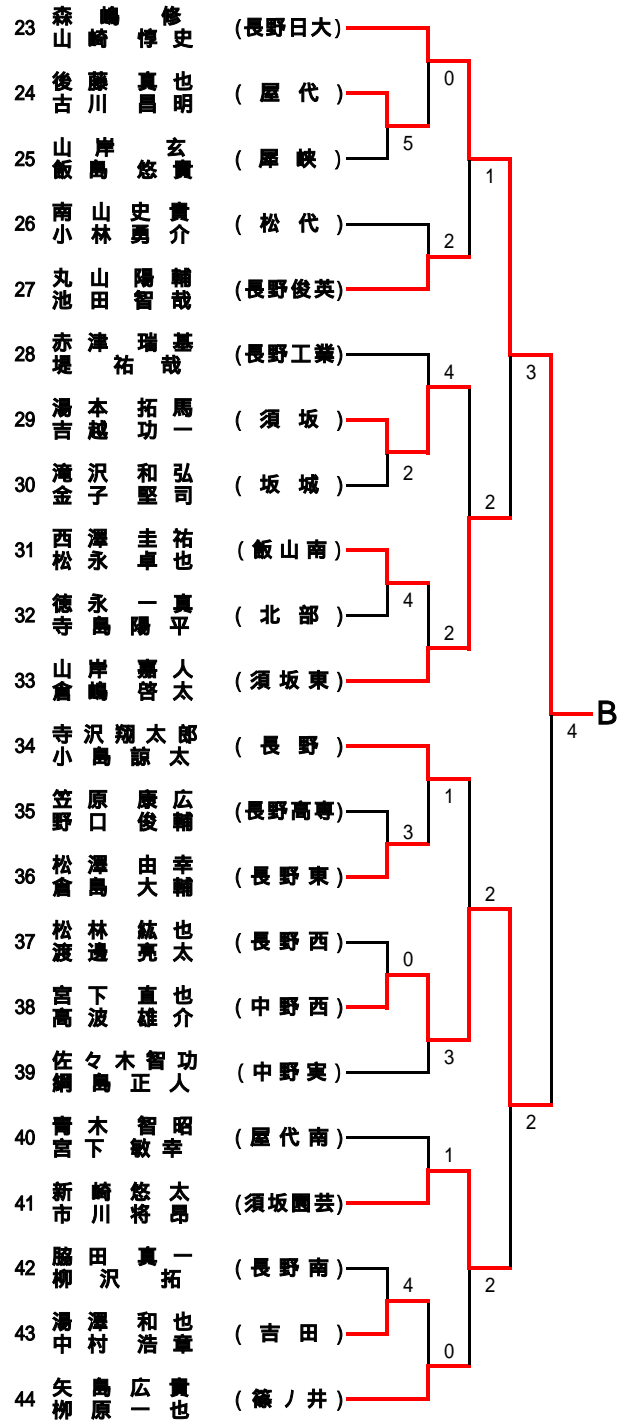 23 森嶋 修 (長野日大)
山崎 惇史
0
24 後藤 真也 (屋代)
古川 昌明
5
25 山岸 玄 (犀峡)
飯島 悠貴
1
26 南山史貴 (松代)
小林勇介
2
27 丸山陽輔 (長野俊英)
池田智哉
28 赤津瑞基 (長野工業)
堤 祐哉
4
3
29 湯本拓馬 (須坂)
吉越功一
2
30 滝沢和弘 (坂城)
金子堅司
2
31 西澤圭祐 (飯山南)
松永卓也
4
32 徳永一真 (北部)
寺島陽平
2
33 山岸嘉人 (須坂東)
倉嶋啓太
B
4
34 寺沢翔太郎 (長野)
小島諒太
1
35 笠原康広 (長野高専)
野口俊輔
3
36 松澤由幸 (長野東)
倉島大輔
2
37 松林紘也 (長野西)
渡邊亮太
0
38 宮下直也 (中野西)
高波雄介
3
39 佐々木智功 (中野実)
綱島正人
2
40 青木智昭 (屋代南)
宮下敏幸
1
41 新崎悠太 (須坂園芸)
市川将昂
42 脇田真一 (長野南)
柳沢 拓
4
2
43 湯澤和也 (吉田)
中村浩章
0
44 矢島広貴 (篠ノ井)
柳原一也